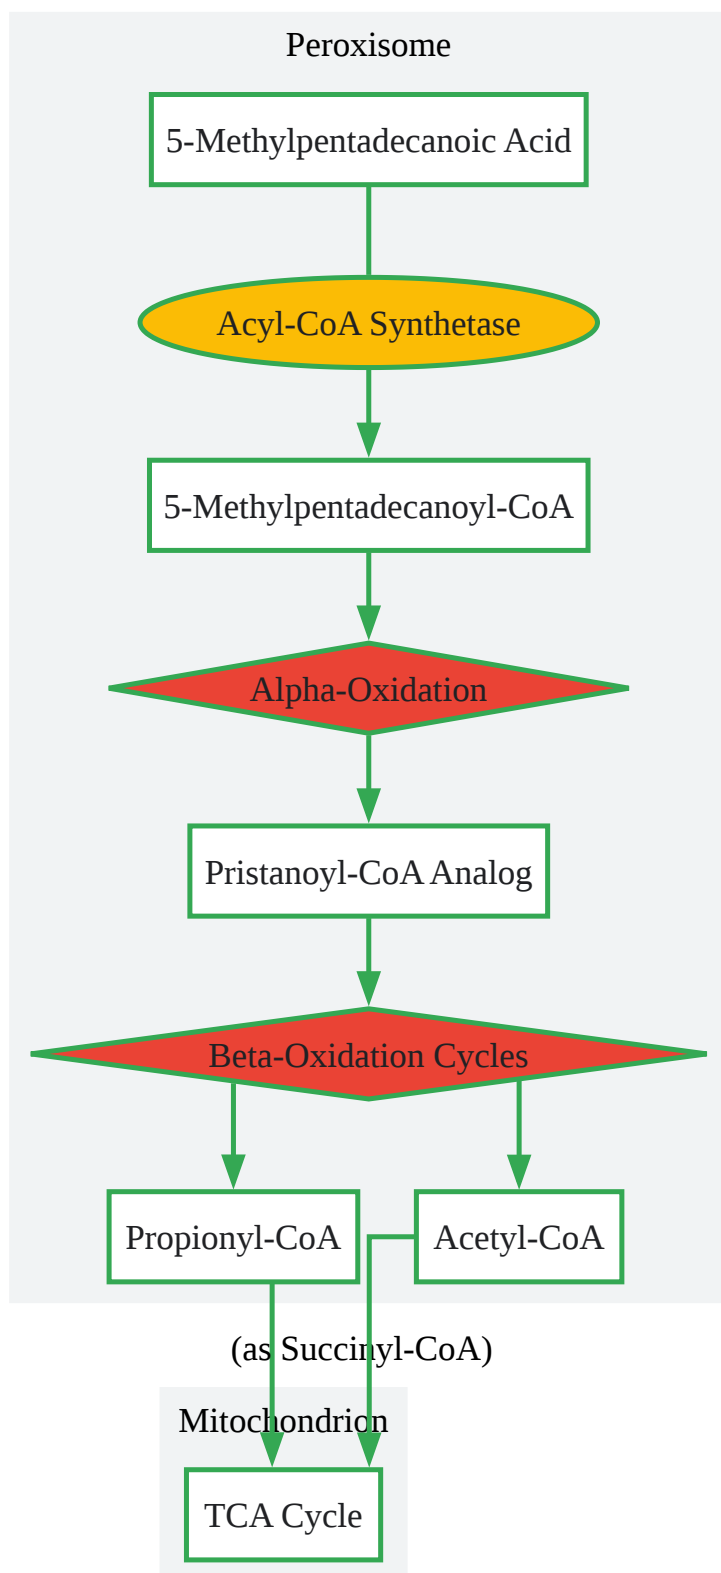 Peroxisome
5-Methylpentadecanoic Acid
Acyl-CoA Synthetase
5-Methylpentadecanoyl-CoA
Alpha-Oxidation
Pristanoyl-CoA Analog
Beta-Oxidation Cycles
Propionyl-CoA
Acetyl-CoA
(as Succinyl-CoA)
Mitochondrion
TCA Cycle